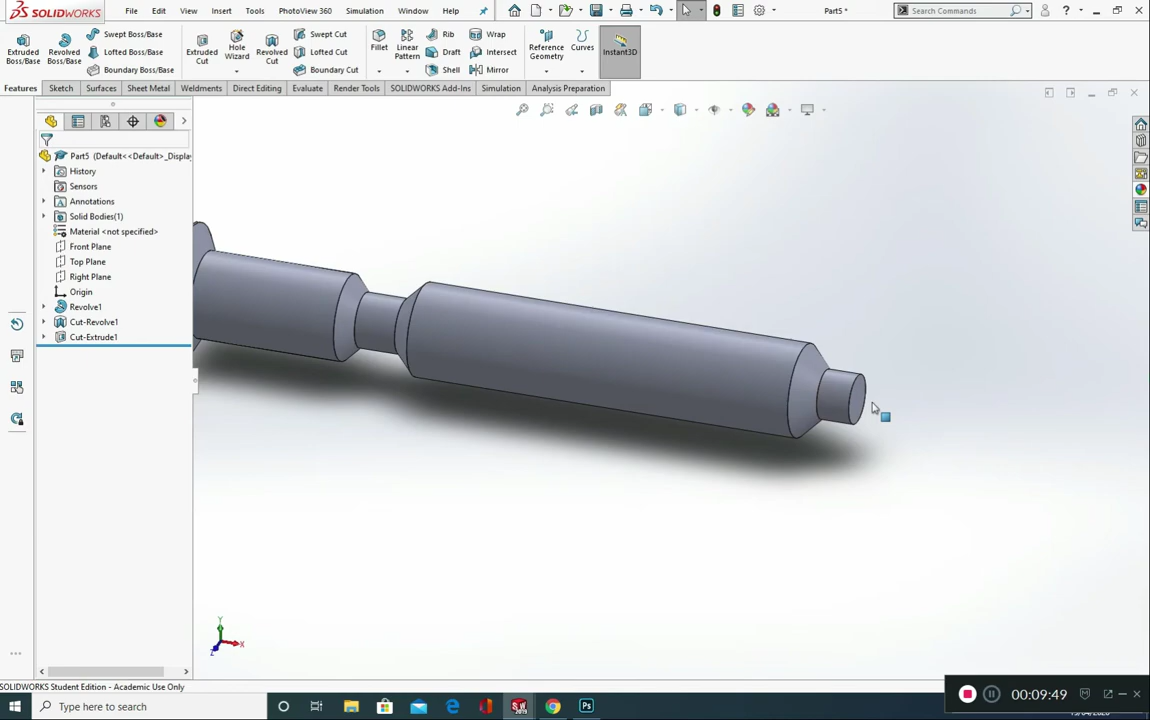 SOLIDWORKS File Edit View Insert Tools PhotoView 360 Simulation Window Help Part5 * Search Commands
Extruded Boss/Base
Revolved Boss/Base
Swept Boss/Base
Lofted Boss/Base
Boundary Boss/Base
Extruded Cut
Hole Wizard
Revolved Cut
Swept Cut
Lofted Cut
Boundary Cut
Fillet
Linear Pattern
Rib
Draft
Shell
Wrap
Intersect
Mirror
Reference Geometry
Curves
Instant3D
Features Sketch Surfaces Sheet Metal Weldments Direct Editing Evaluate Render Tools SOLIDWORKS Add-Ins Simulation Analysis Preparation
Part5 (Default<<Default>_Display
History
Sensors
Annotations
Solid Bodies(1)
Material <not specified>
Front Plane
Top Plane
Right Plane
Origin
Revolve1
Cut-Revolve1
Cut-Extrude1
Y
X
Z
SOLIDWORKS Student Edition - Academic Use Only
00:09:49
Type here to search